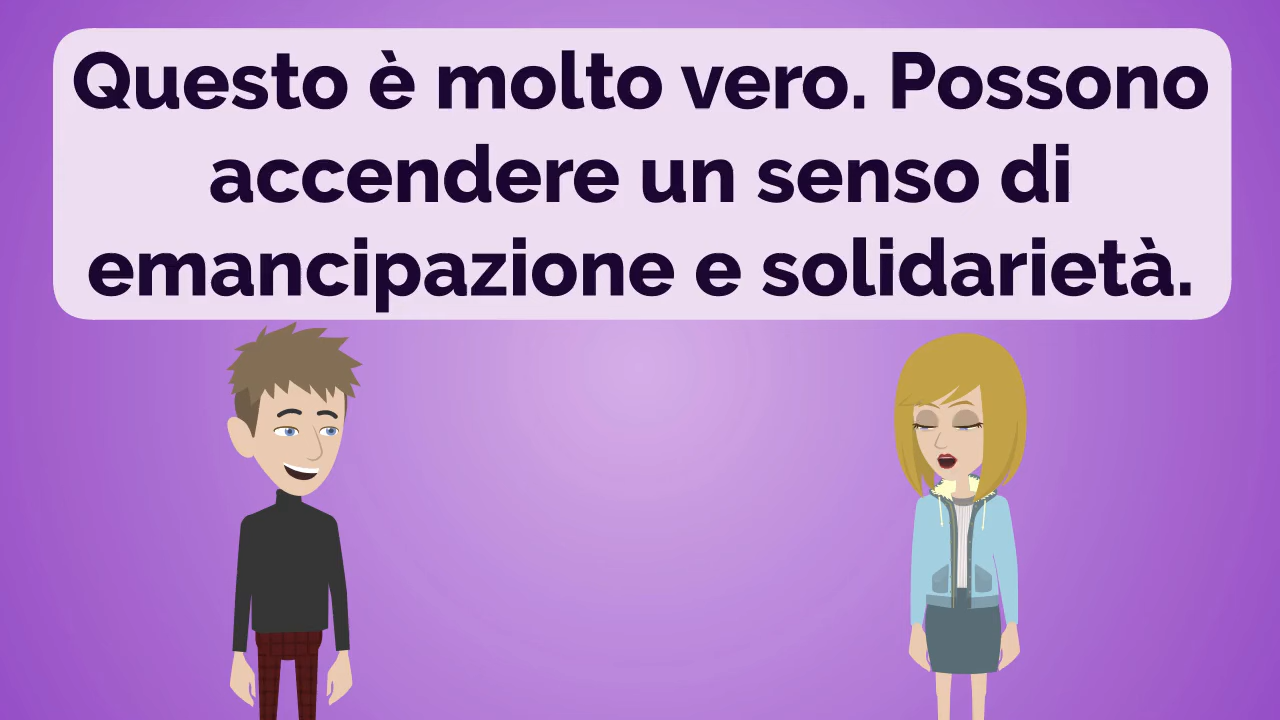 Questo è molto vero. Possono
accendere un senso di
emancipazione e solidarietà.